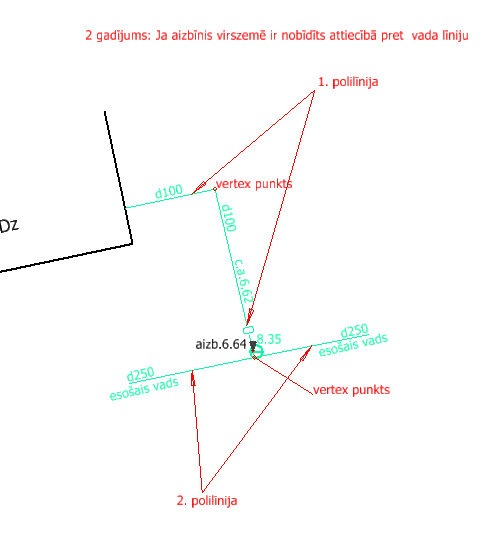 2 gadījums: Ja aizbīnis virszemē ir nobīdīts attiecībā pret vada līniju
1. polilīnija
vertex punkts
d100
d100
Dz
c.a.6.62
8.35
aizb.6.64
d250
esošais vads
d250
esošais vads
vertex punkts
2. polilīnija